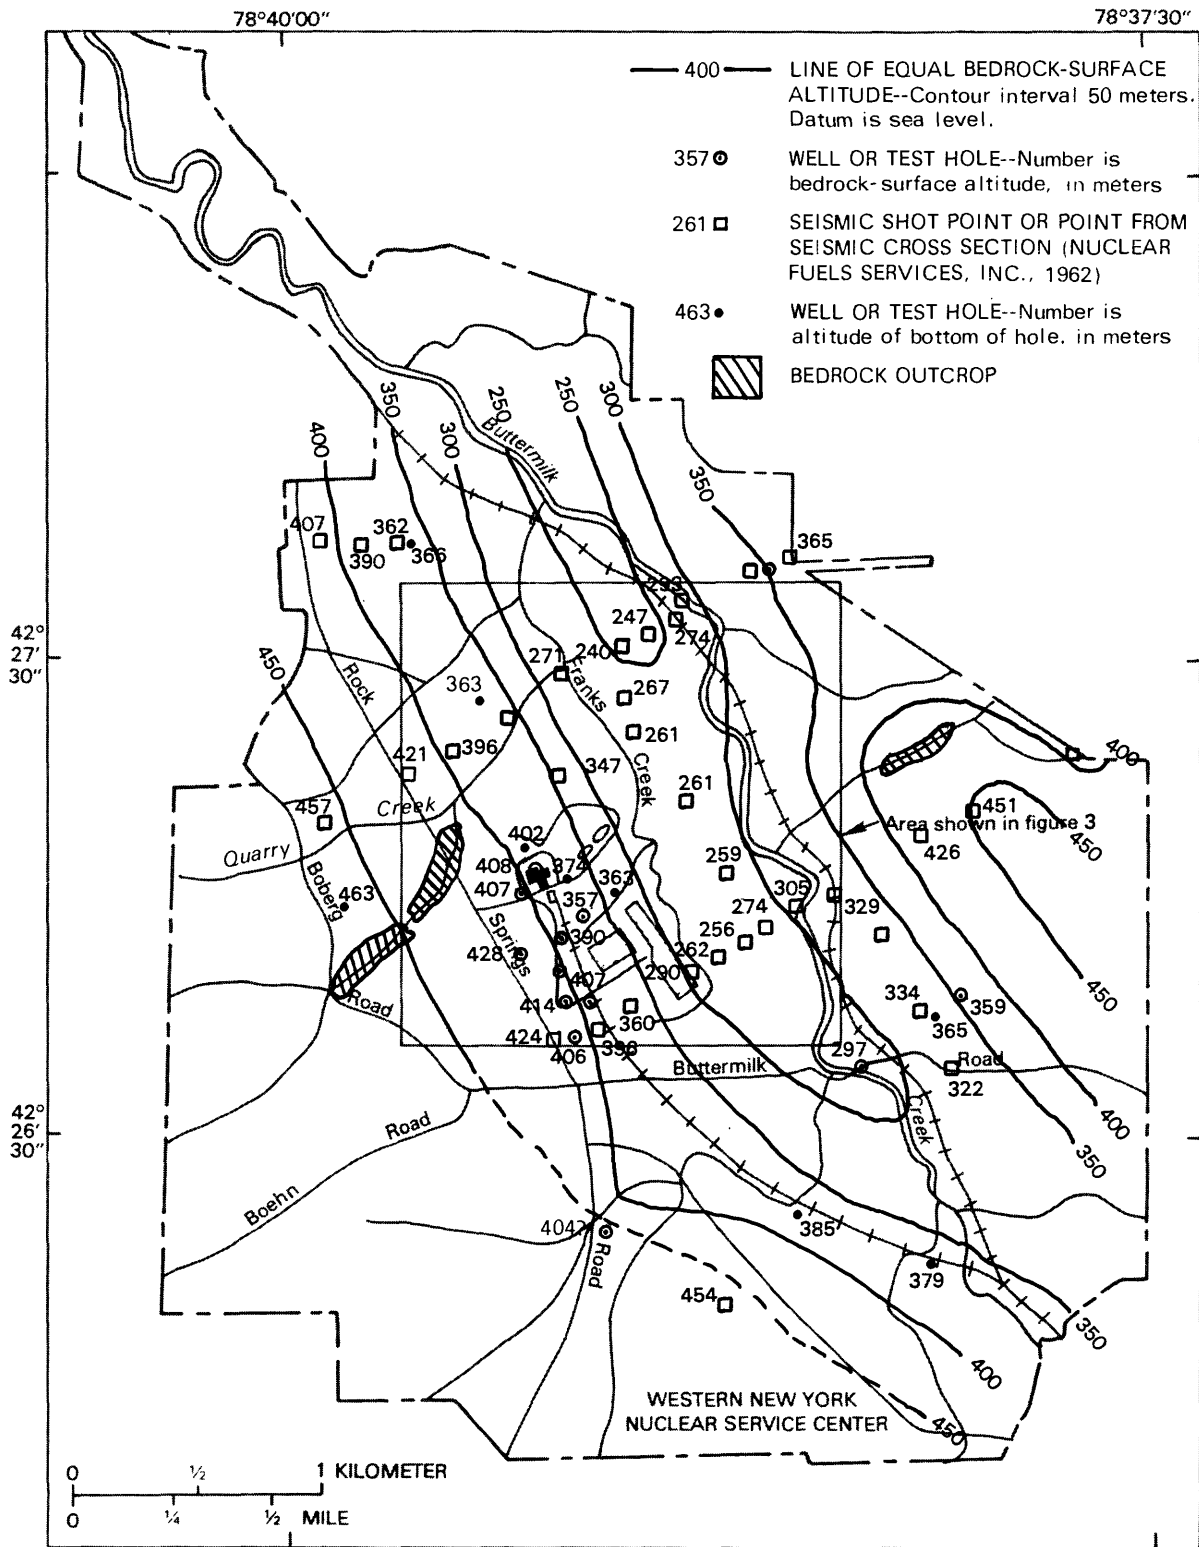 78°40'00"
78°37'30"
400
LINE OF EQUAL BEDROCK-SURFACE
ALTITUDE--Contour interval 50 meters.
Datum is sea level.
357
WELL OR TEST HOLE--Number is
bedrock-surface altitude, in meters
261
SEISMIC SHOT POINT OR POINT FROM
SEISMIC CROSS SECTION (NUCLEAR
FUELS SERVICES, INC., 1962)
463
WELL OR TEST HOLE--Number is
altitude of bottom of hole. in meters
BEDROCK OUTCROP
350
250
250
300
400
300
Buttermilk
350
407
362
390
366
365
293
247
274
42°
27'
30"
240
271
Franks
450
Rock
363
267
261
396
421
347
Creek
400
261
457
Creek
451
Area shown in figure 3
426
450
402
Quarry
408
374
259
407
363
Boberg
463
357
305
329
Springs
274
390
256
428
262
407
290
450
Road
414
360
334
359
365
424
406
396
297
Road
Buttermilk
322
Creek
400
42°
26'
30"
Road
350
Boehn
4042
385
Road
379
454
350
400
WESTERN NEW YORK
NUCLEAR SERVICE CENTER
450
0 ½ 1 KILOMETER
0 ¼ ½ MILE